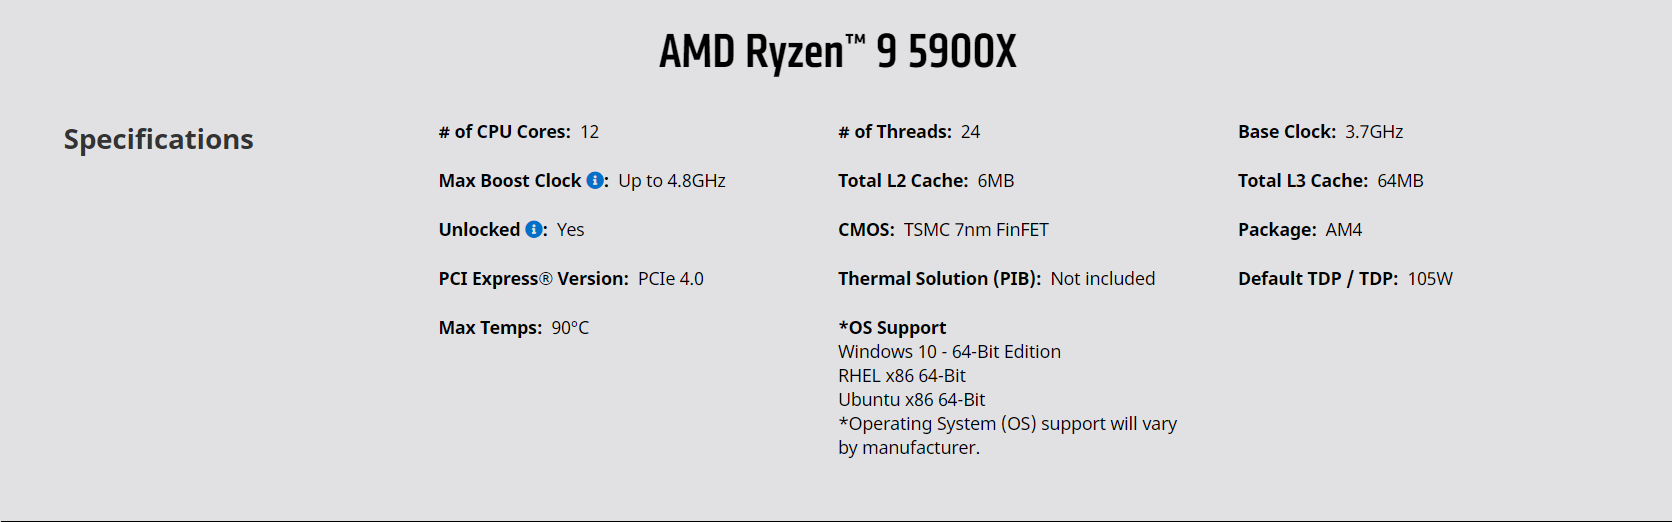 AMD Ryzen™ 9 5900X
Specifications
# of CPU Cores: 12
# of Threads: 24
Base Clock: 3.7GHz
Max Boost Clock : Up to 4.8GHz
Total L2 Cache: 6MB
Total L3 Cache: 64MB
Unlocked : Yes
CMOS: TSMC 7nm FinFET
Package: AM4
PCI Express® Version: PCIe 4.0
Thermal Solution (PIB): Not included
Default TDP / TDP: 105W
Max Temps: 90°C
*OS Support
Windows 10 - 64-Bit Edition
RHEL x86 64-Bit
Ubuntu x86 64-Bit
*Operating System (OS) support will vary
by manufacturer.